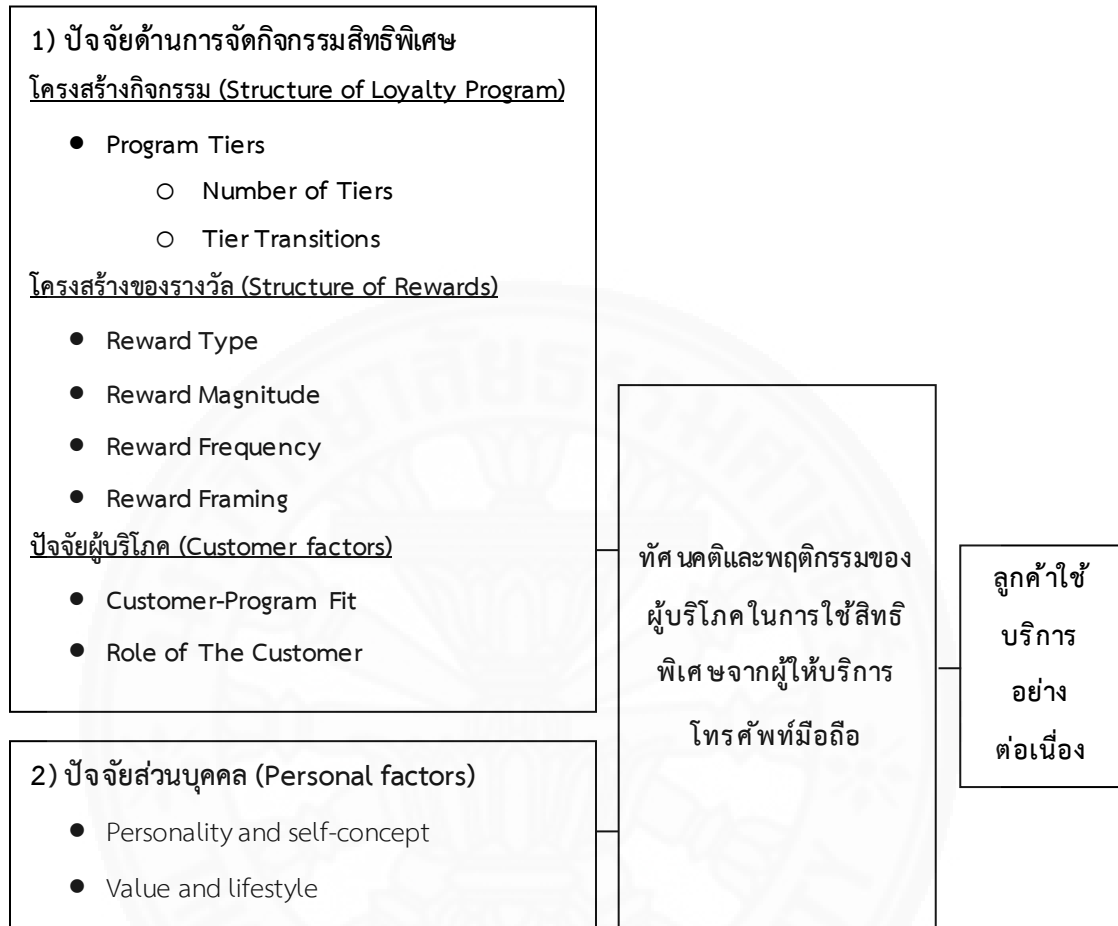 1) ปัจจัยด้านการจัดกิจกรรมสิทธิพิเศษ
โครงสร้างกิจกรรม (Structure of Loyalty Program)
● Program Tiers
○ Number of Tiers
○ Tier Transitions
โครงสร้างของรางวัล (Structure of Rewards)
● Reward Type
● Reward Magnitude
● Reward Frequency
● Reward Framing
ปัจจัยผู้บริโภค (Customer factors)
● Customer-Program Fit
● Role of The Customer
2) ปัจจัยส่วนบุคคล (Personal factors)
● Personality and self-concept
● Value and lifestyle
ทัศนคติและพฤติกรรมของ
ผู้บริโภคในการใช้สิทธิ
พิเศษจากผู้ให้บริการ
โทรศัพท์มือถือ
ลูกค้าใช้
บริการ
อย่าง
ต่อเนื่อง